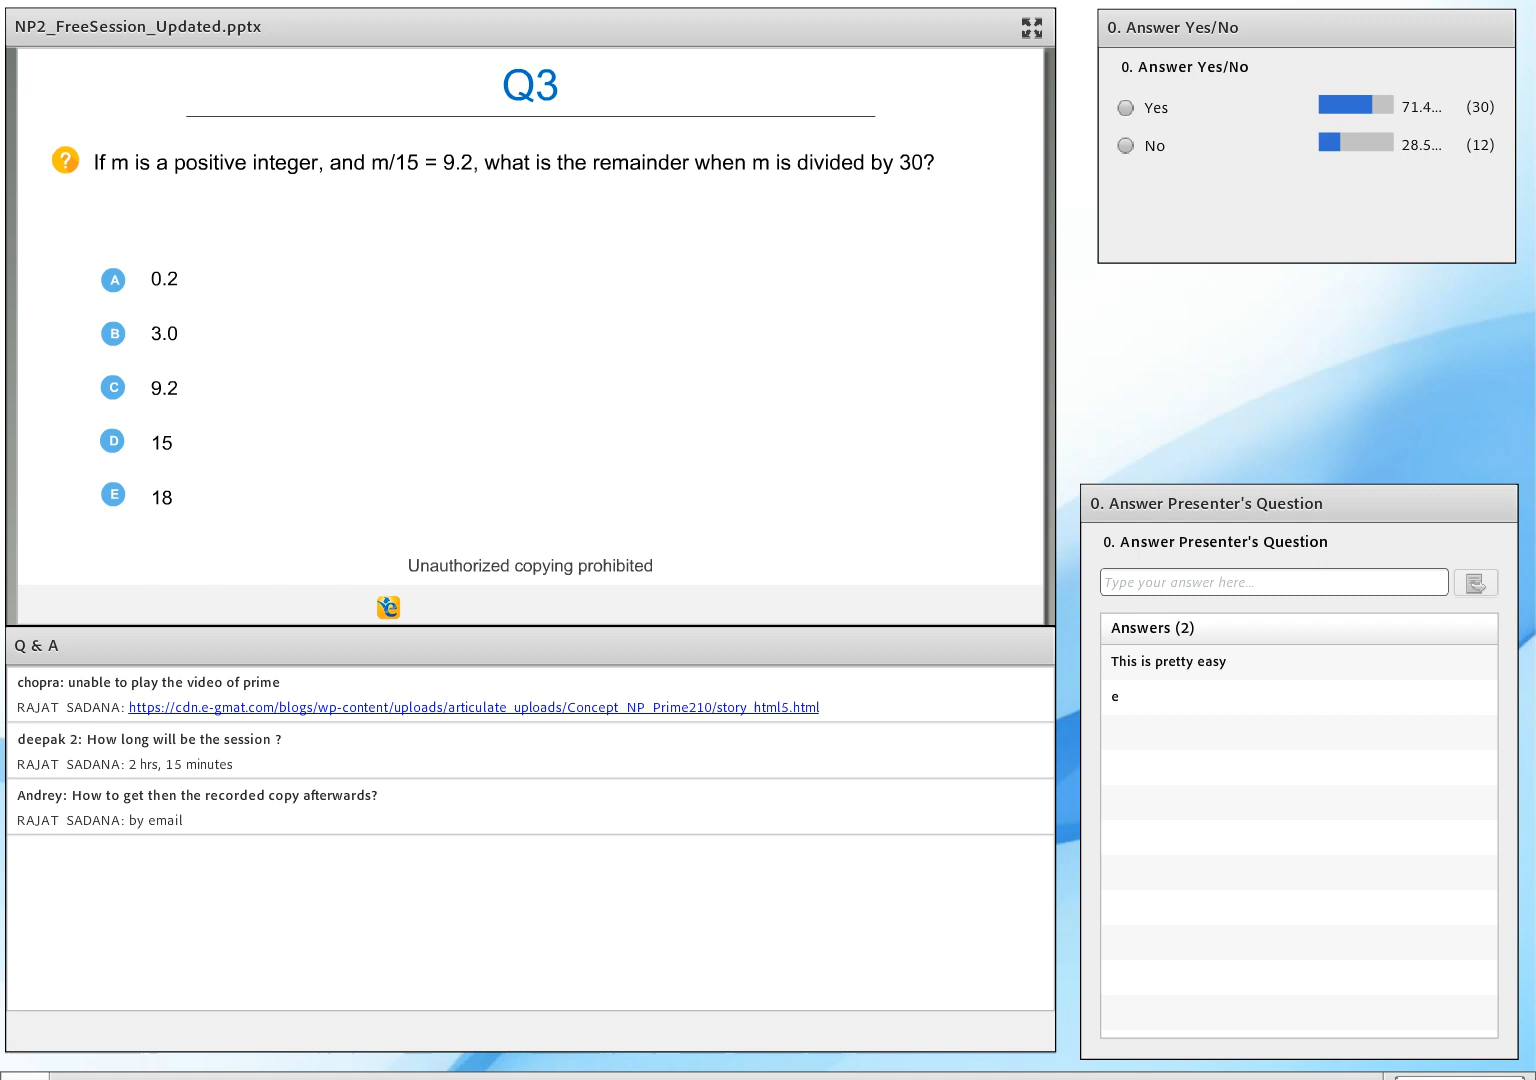 NP2_FreeSession_Updated.pptx
Q3
? If m is a positive integer, and m/15 = 9.2, what is the remainder when m is divided by 30?
A 0.2
B 3.0
C 9.2
D 15
E 18
Unauthorized copying prohibited
e
Q & A
chopra: unable to play the video of prime
RAJAT SADANA: https://cdn.e-gmat.com/blogs/wp-content/uploads/articulate_uploads/Concept_NP_Prime210/story_html5.html
deepak 2: How long will be the session ?
RAJAT SADANA: 2 hrs, 15 minutes
Andrey: How to get then the recorded copy afterwards?
RAJAT SADANA: by email
0. Answer Yes/No
0. Answer Yes/No
Yes 71.4... (30)
No 28.5... (12)
0. Answer Presenter's Question
0. Answer Presenter's Question
Type your answer here...
Answers (2)
This is pretty easy
e